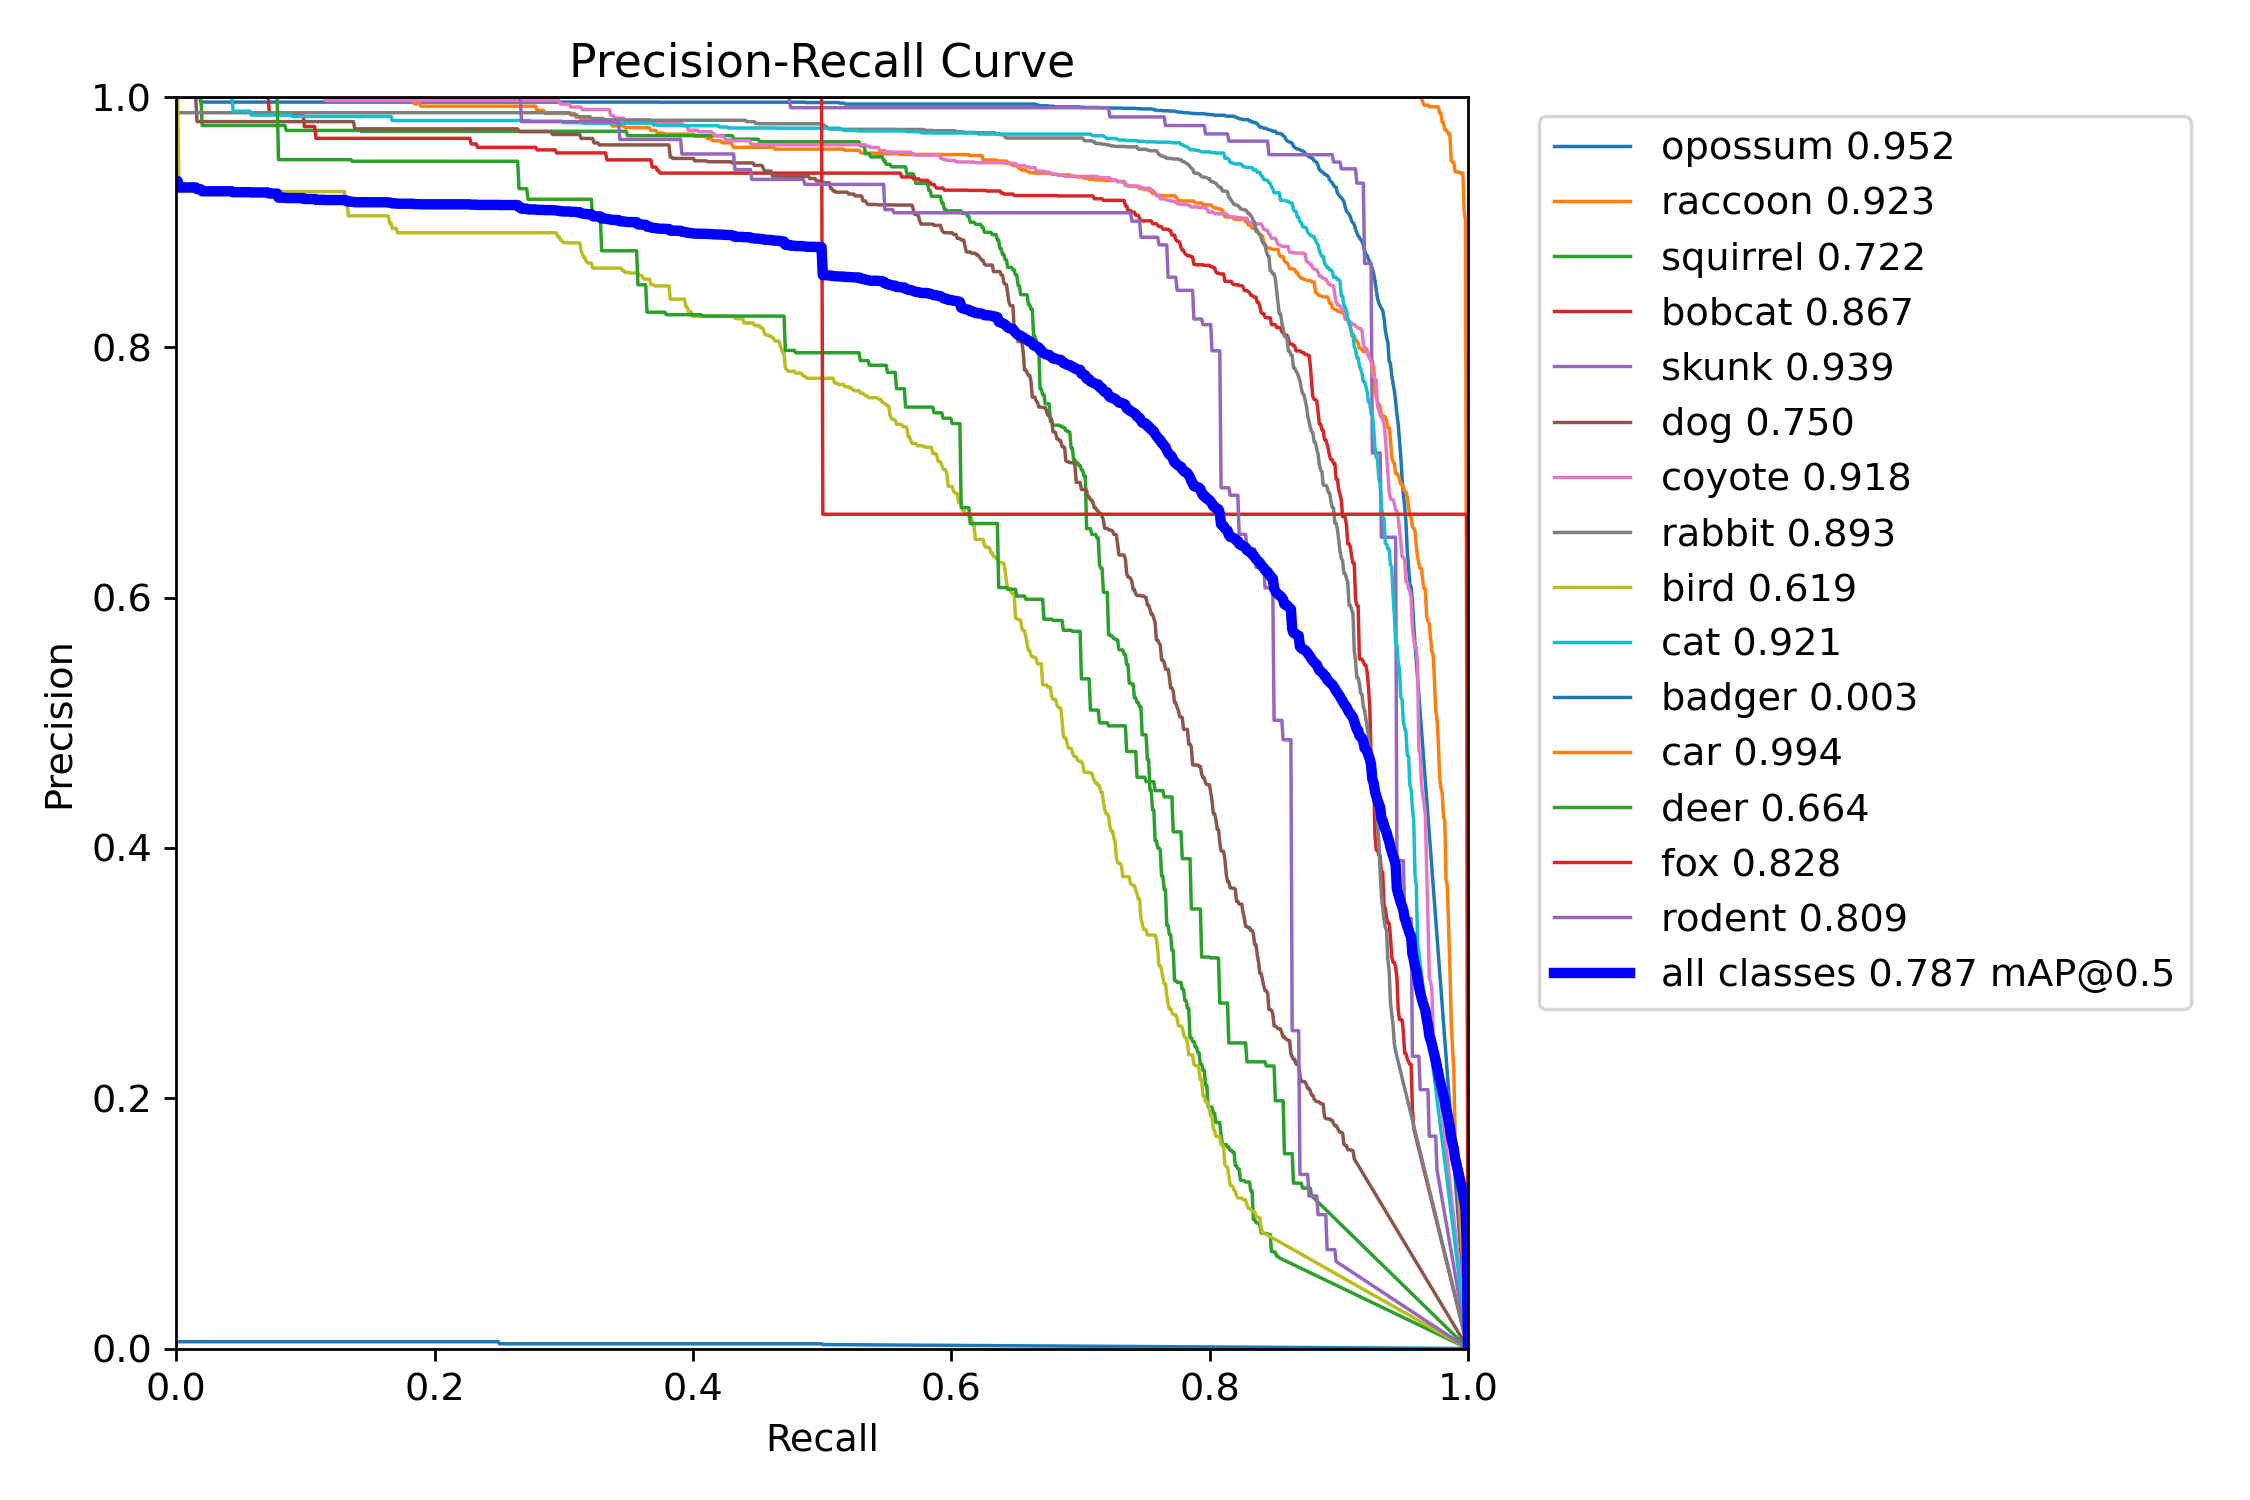 Precision-Recall Curve
1.0
0.8
0.6
0.4
0.2
0.0
Precision
0.0 0.2 0.4 0.6 0.8 1.0
Recall
opossum 0.952
raccoon 0.923
squirrel 0.722
bobcat 0.867
skunk 0.939
dog 0.750
coyote 0.918
rabbit 0.893
bird 0.619
cat 0.921
badger 0.003
car 0.994
deer 0.664
fox 0.828
rodent 0.809
all classes 0.787 mAP@0.5